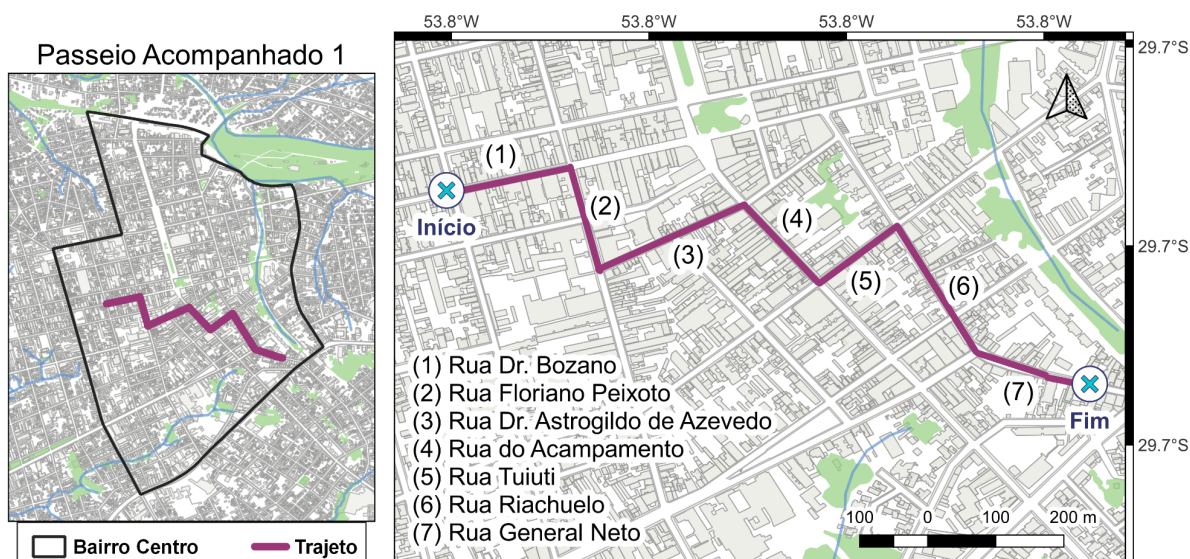 Passeio Acompanhado 1
Bairro Centro
Trajeto
53.8°W
53.8°W
53.8°W
53.8°W
29.7°S
29.7°S
29.7°S
(1)
(2)
(3)
(4)
(5)
(6)
(7)
Início
Fim
(1) Rua Dr. Bozano
(2) Rua Floriano Peixoto
(3) Rua Dr. Astrogildo de Azevedo
(4) Rua do Acampamento
(5) Rua Tuiuti
(6) Rua Riachuelo
(7) Rua General Neto
100 0 100 200 m